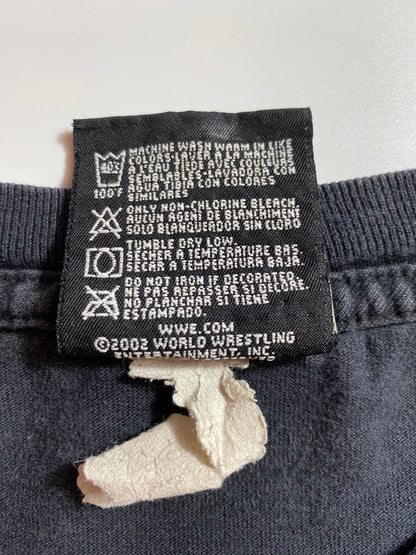 MACHINE WASH WARM IN LIKE
COLORS-LAVER A LA MACHINE
A L'EAU TIEDE AVEC COULEURS
SEMBLABLES-LAVADORA CON
AGUA TIBIA CON COLORES
SIMILARES
40°C
100°F
ONLY NON-CHLORINE BLEACH
AUCUN AGENT DE BLANCHIMENT
SOLO BLANQUEADOR SIN CLORO
TUMBLE DRY LOW.
SECHER A TEMPERATURE BAS
SECAR A TEMPERATURA BAJA
DO NOT IRON IF DECORATED.
NE PAS REPASSER SI DECORE.
NO PLANCHAR SI TIENE
ESTAMPADO.
WWE.COM
©2002 WORLD WRESTLING
ENTERTAINMENT, INC.